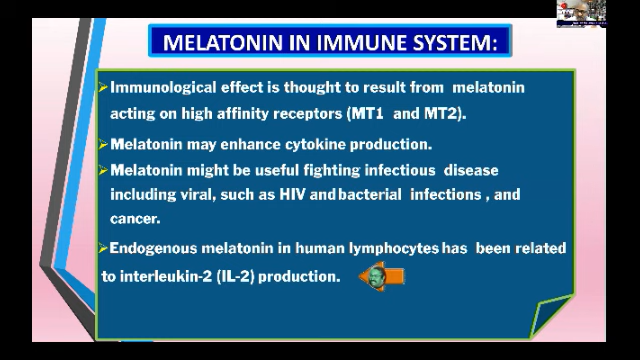 MELATONIN IN IMMUNE SYSTEM:
Immunological effect is thought to result from melatonin
acting on high affinity receptors (MT1 and MT2).
Melatonin may enhance cytokine production.
Melatonin might be useful fighting infectious disease
including viral, such as HIV and bacterial infections , and
cancer.
Endogenous melatonin in human lymphocytes has been related
to interleukin-2 (IL-2) production.